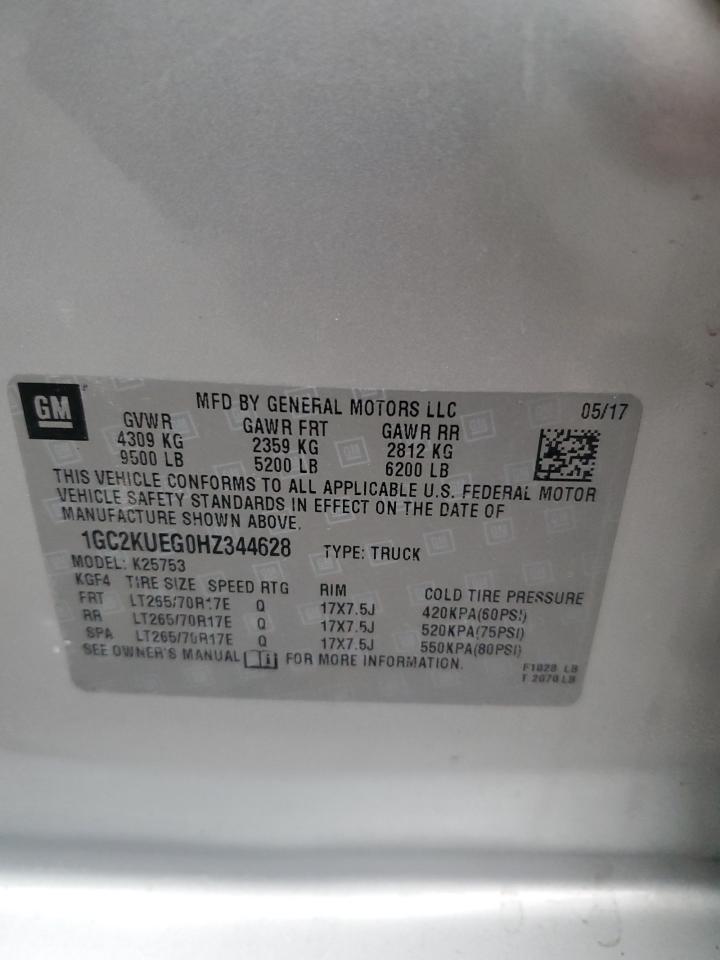 GM
MFD BY GENERAL MOTORS LLC 05/17
GVWR GAWR FRT GAWR RR
4309 KG 2359 KG 2812 KG
9500 LB 5200 LB 6200 LB
THIS VEHICLE CONFORMS TO ALL APPLICABLE U.S. FEDERAL MOTOR
VEHICLE SAFETY STANDARDS IN EFFECT ON THE DATE OF
MANUFACTURE SHOWN ABOVE.
1GC2KUEG0HZ344628 TYPE: TRUCK
MODEL: K25753
KGF4 TIRE SIZE SPEED RTG RIM COLD TIRE PRESSURE
FRT LT265/70R17E Q 17X7.5J 420KPA(60PSI)
RR LT265/70R17E Q 17X7.5J 520KPA(75PSI)
SPA LT265/70R17E Q 17X7.5J 550KPA(80PSI)
SEE OWNER'S MANUAL FOR MORE INFORMATION.
F1028 LB
T 2070 LB